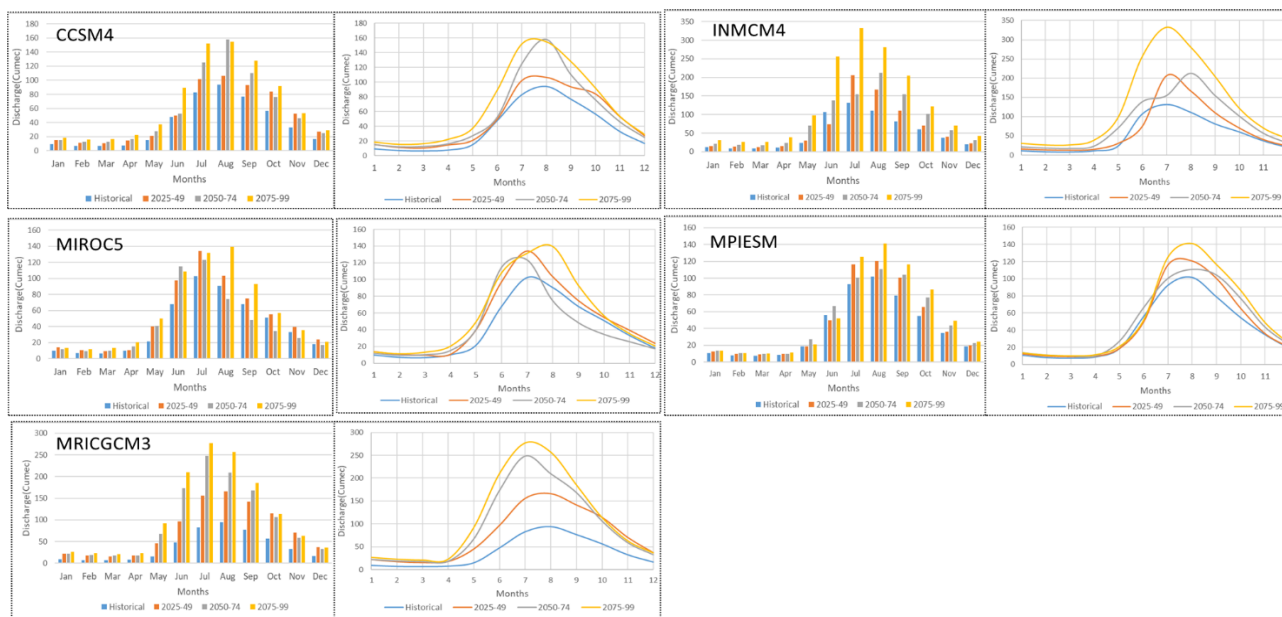 CCSM4
Discharge(Cumec)
180
160
140
120
100
80
60
40
20
0
Jan Feb Mar Apr May Jun Jul Aug Sep Oct Nov Dec
Months
Historical 2025-49 2050-74 2075-99
180
160
140
120
100
80
60
40
20
0
1 2 3 4 5 6 7 8 9 10 11 12
Months
Historical 2025-49 2050-74 2075-99
INMCM4
Discharge(Cumec)
350
300
250
200
150
100
50
0
Jan Feb Mar Apr May Jun Jul Aug Sep Oct Nov Dec
Months
Historical 2025-49 2050-74 2075-99
350
300
250
200
150
100
50
0
1 2 3 4 5 6 7 8 9 10 11
Months
Historical 2025-49 2050-74 2075-99
MIROC5
Discharge(Cumec)
160
140
120
100
80
60
40
20
0
Jan Feb Mar Apr May Jun Jul Aug Sep Oct Nov Dec
Months
Historical 2025-49 2050-74 2075-99
160
140
120
100
80
60
40
20
0
1 2 3 4 5 6 7 8 9 10 11 12
Months
Historical 2025-49 2050-74 2075-99
MPIESM
Discharge(Cumec)
160
140
120
100
80
60
40
20
0
Jan Feb Mar Apr May Jun Jul Aug Sep Oct Nov Dec
Months
Historical 2025-49 2050-74 2075-99
160
140
120
100
80
60
40
20
0
1 2 3 4 5 6 7 8 9 10 11
Months
Historical 2025-49 2050-74 2075-99
MRICGCM3
Discharge(Cumec)
300
250
200
150
100
50
0
Jan Feb Mar Apr May Jun Jul Aug Sep Oct Nov Dec
Months
Historical 2025-49 2050-74 2075-99
300
250
200
150
100
50
0
1 2 3 4 5 6 7 8 9 10 11 12
Months
Historical 2025-49 2050-74 2075-99